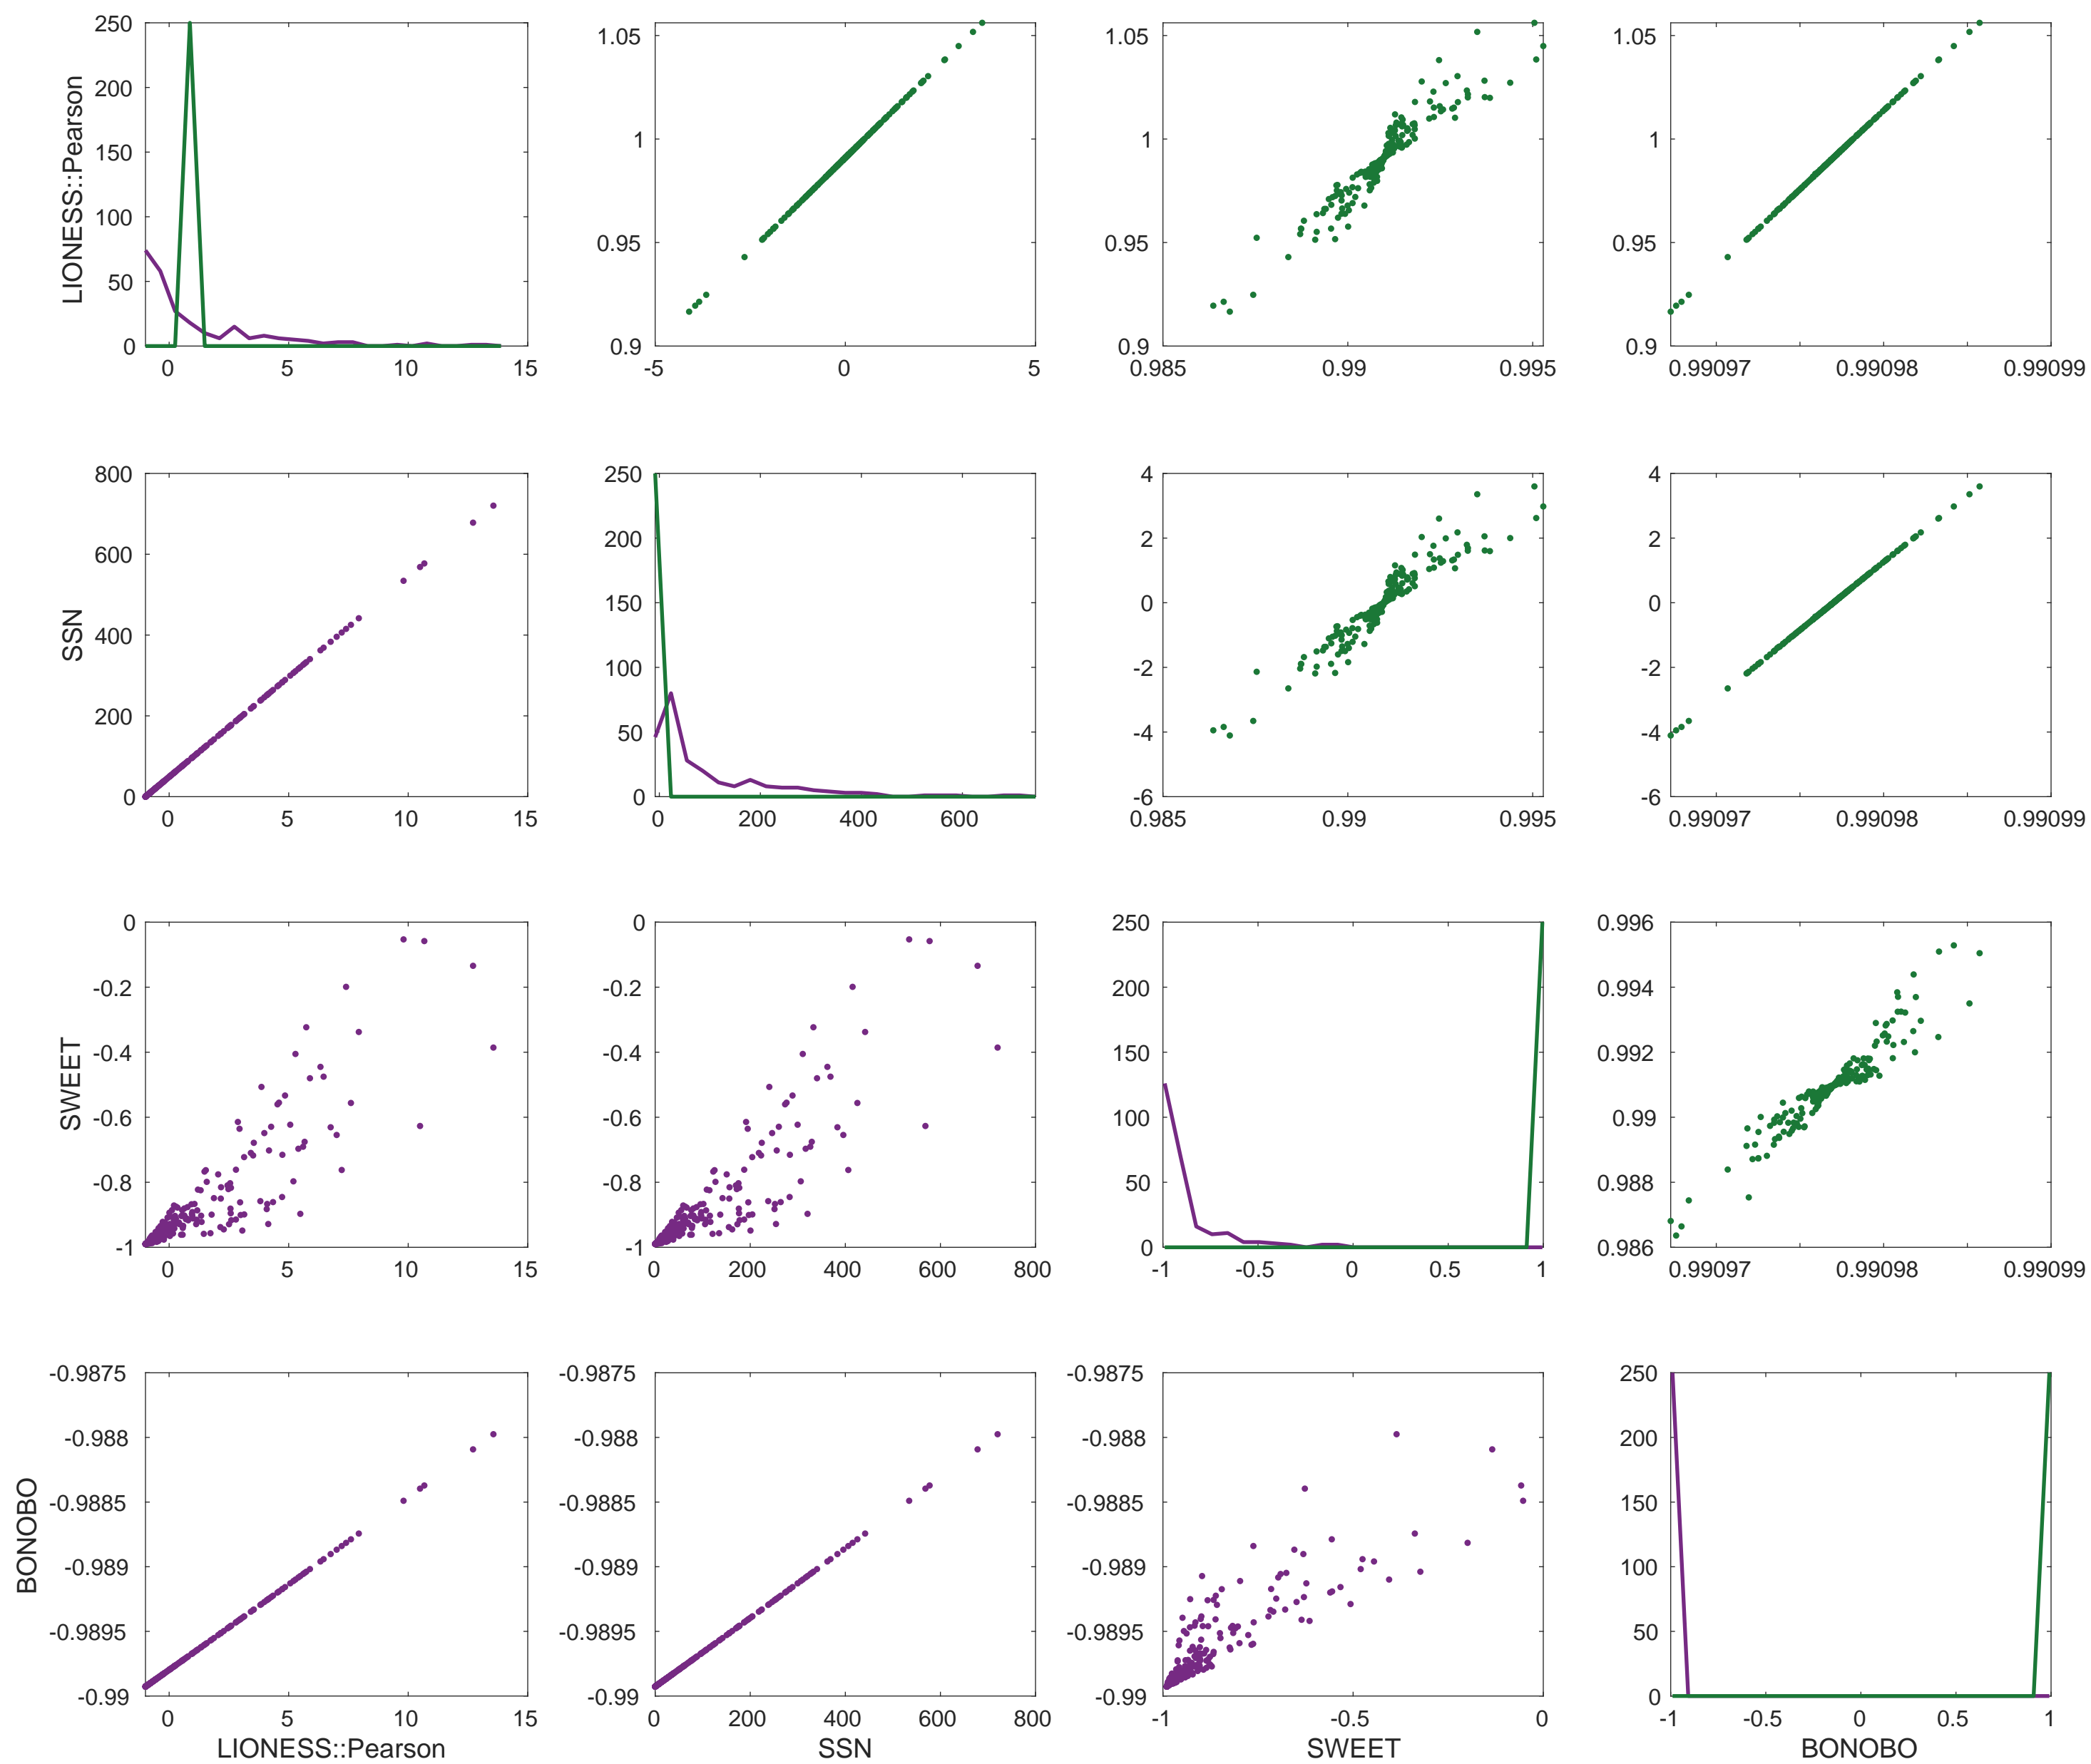 250 1.05 1.05 1.05
200
150 1 1 1
LIONESS::Pearson
100 0.95 0.95 0.95
50
0 0.9 0.9 0.9
0 5 10 15 -5 0 5 0.985 0.99 0.995 0.99097 0.99098 0.99099
800 250 4 4
600 200 2 2
150 0 0
SSN 400
100 -2 -2
200 50 -4 -4
0 0 -6 -6
0 5 10 15 0 200 400 600 0.985 0.99 0.995 0.99097 0.99098 0.99099
0 0 250 0.996
-0.2 -0.2 200 0.994
-0.4 -0.4 150 0.992
SWEET
-0.6 -0.6 100 0.99
-0.8 -0.8 50 0.988
-1 -1 0 0.986
0 5 10 15 0 200 400 600 800 -1 -0.5 0 0.5 1 0.99097 0.99098 0.99099
-0.9875 -0.9875 -0.9875 250
-0.988 -0.988 -0.988 200
-0.9885 -0.9885 -0.9885 150
BONOBO
-0.989 -0.989 -0.989 100
-0.9895 -0.9895 -0.9895 50
-0.99 -0.99 -0.99 0
0 5 10 15 0 200 400 600 800 -1 -0.5 0 -1 -0.5 0 0.5 1
LIONESS::Pearson SSN SWEET BONOBO